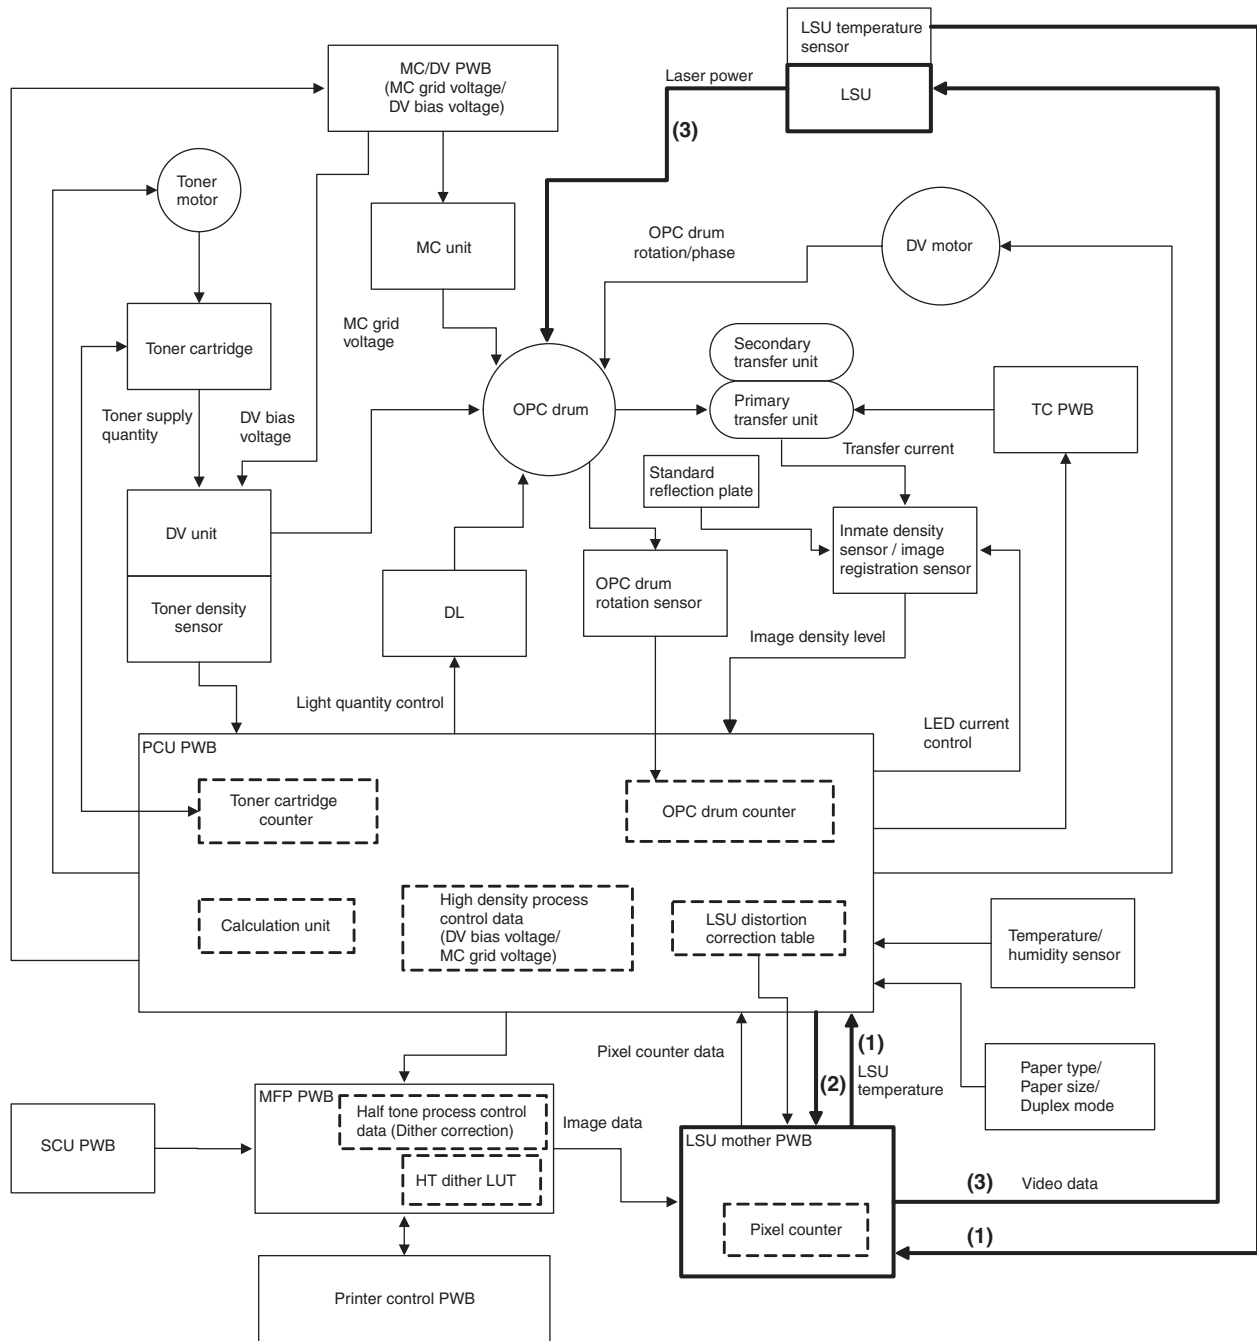 LSU temperature
sensor
MC/DV PWB
(MC grid voltage/
DV bias voltage)
Laser power
LSU
(3)
Toner
motor
MC unit
OPC drum
rotation/phase
DV motor
MC grid
voltage
Toner cartridge
Secondary
transfer unit
OPC drum
Primary
transfer unit
TC PWB
Toner supply
quantity
DV bias
voltage
Transfer current
Standard
reflection plate
DV unit
Inmate density
sensor / image
registration sensor
Toner density
sensor
DL
OPC drum
rotation sensor
Image density level
Light quantity control
LED current
control
PCU PWB
Toner cartridge
counter
OPC drum counter
Calculation unit
High density process
control data
(DV bias voltage/
MC grid voltage)
LSU distortion
correction table
Temperature/
humidity sensor
Pixel counter data
(2)
(1)
LSU
temperature
Paper type/
Paper size/
Duplex mode
MFP PWB
Half tone process control
data (Dither correction)
Image data
SCU PWB
HT dither LUT
LSU mother PWB
Pixel counter
(3)
Video data
(1)
Printer control PWB